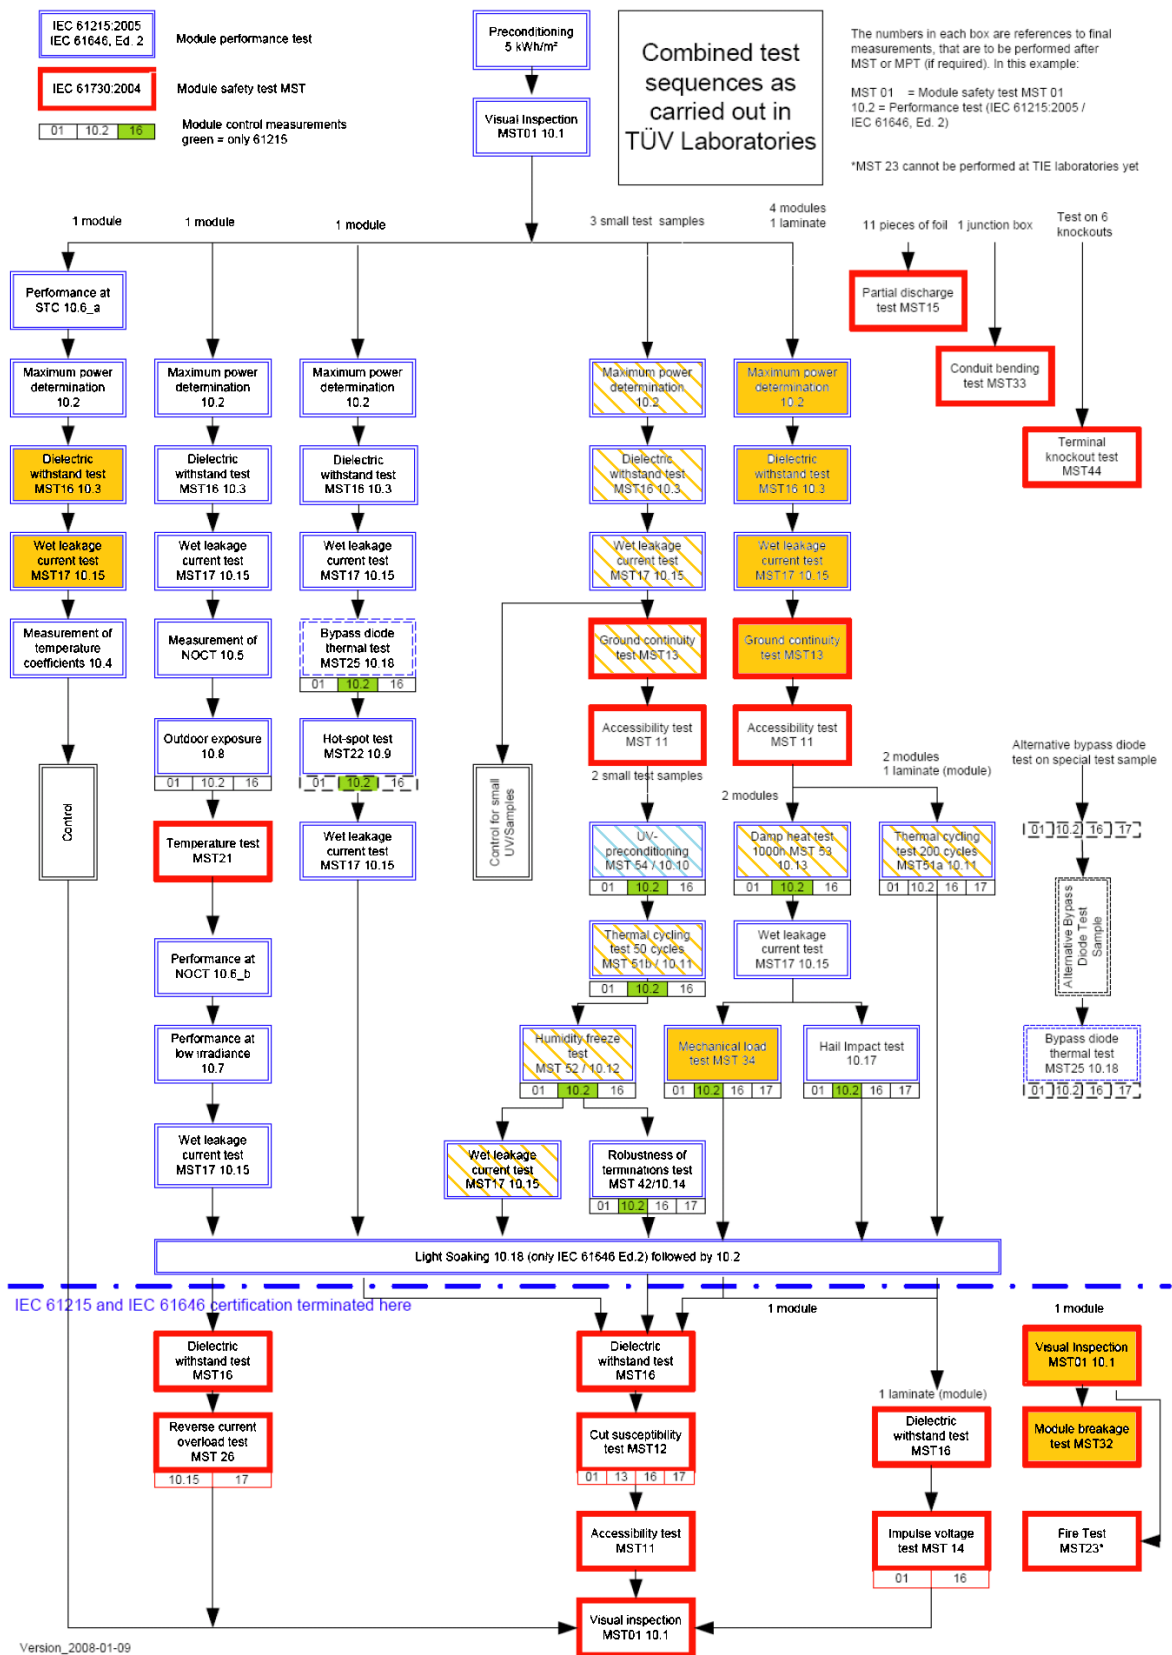 IEC 61215:2005
IEC 61646, Ed. 2
Module performance test
IEC 61730:2004
Module safety test MST
01 10.2 16
Module control measurements
green = only 61215
Preconditioning
5 kWh/m²
Visual Inspection
MST01 10.1
Combined test
sequences as
carried out in
TÜV Laboratories
The numbers in each box are references to final
measurements, that are to be performed after
MST or MPT (if required). In this example:
MST 01 = Module safety test MST 01
10.2 = Performance test (IEC 61215:2005 /
IEC 61646, Ed. 2)
*MST 23 cannot be performed at TIE laboratories yet
1 module
1 module
1 module
3 small test samples
4 modules
1 laminate
11 pieces of foil
1 junction box
Test on 6
knockouts
Performance at
STC 10.6_a
Partial discharge
test MST15
Conduit bending
test MST33
Terminal
knockout test
MST44
Maximum power
determination
10.2
Maximum power
determination
10.2
Maximum power
determination
10.2
Maximum power
determination
10.2
Maximum power
determination
10.2
Dielectric
withstand test
MST16 10.3
Dielectric
withstand test
MST16 10.3
Dielectric
withstand test
MST16 10.3
Dielectric
withstand test
MST16 10.3
Dielectric
withstand test
MST16 10.3
Wet leakage
current test
MST17 10.15
Wet leakage
current test
MST17 10.15
Wet leakage
current test
MST17 10.15
Wet leakage
current test
MST17 10.15
Wet leakage
current test
MST17 10.15
Measurement of
temperature
coefficients 10.4
Measurement of
NOCT 10.5
Bypass diode
thermal test
MST25 10.18
01 10.2 16
Ground continuity
test MST13
Ground continuity
test MST13
Outdoor exposure
10.8
01 10.2 16
Hot-spot test
MST22 10.9
01 10.2 16
Accessibility test
MST 11
Accessibility test
MST 11
2 small test samples
2 modules
2 modules
1 laminate (module)
Alternative bypass diode
test on special test sample
Control
Temperature test
MST21
Wet leakage
current test
MST17 10.15
Control for small
UV/Samples
UV-
preconditioning
MST 54 / 10.10
01 10.2 16
Damp heat test
1000h MST 53
10.13
01 10.2 16
Thermal cycling
test 200 cycles
MST51a 10.11
01 10.2 16 17
01 10.2 16 17
Alternative Bypass
Diode Test
Sample
Performance at
NOCT 10.6_b
Thermal cycling
test 50 cycles
MST 51b / 10.11
01 10.2 16
Wet leakage
current test
MST17 10.15
Performance at
low irradiance
10.7
Humidity freeze
test
MST 52 / 10.12
01 10.2 16
Mechanical load
test MST 34
01 10.2 16 17
Hail Impact test
10.17
01 10.2 16 17
Bypass diode
thermal test
MST25 10.18
01 10.2 16 17
Wet leakage
current test
MST17 10.15
Wet leakage
current test
MST17 10.15
Robustness of
terminations test
MST 42/10.14
01 10.2 16 17
Light Soaking 10.18 (only IEC 61646 Ed.2) followed by 10.2
IEC 61215 and IEC 61646 certification terminated here
1 module
1 module
Dielectric
withstand test
MST16
Dielectric
withstand test
MST16
Visual Inspection
MST01 10.1
1 laminate (module)
Reverse current
overload test
MST 26
10.15 17
Cut susceptibility
test MST12
01 13 16 17
Dielectric
withstand test
MST16
Module breakage
test MST32
Accessibility test
MST11
Impulse voltage
test MST 14
01 16
Fire Test
MST23*
Visual inspection
MST01 10.1
Version_2008-01-09